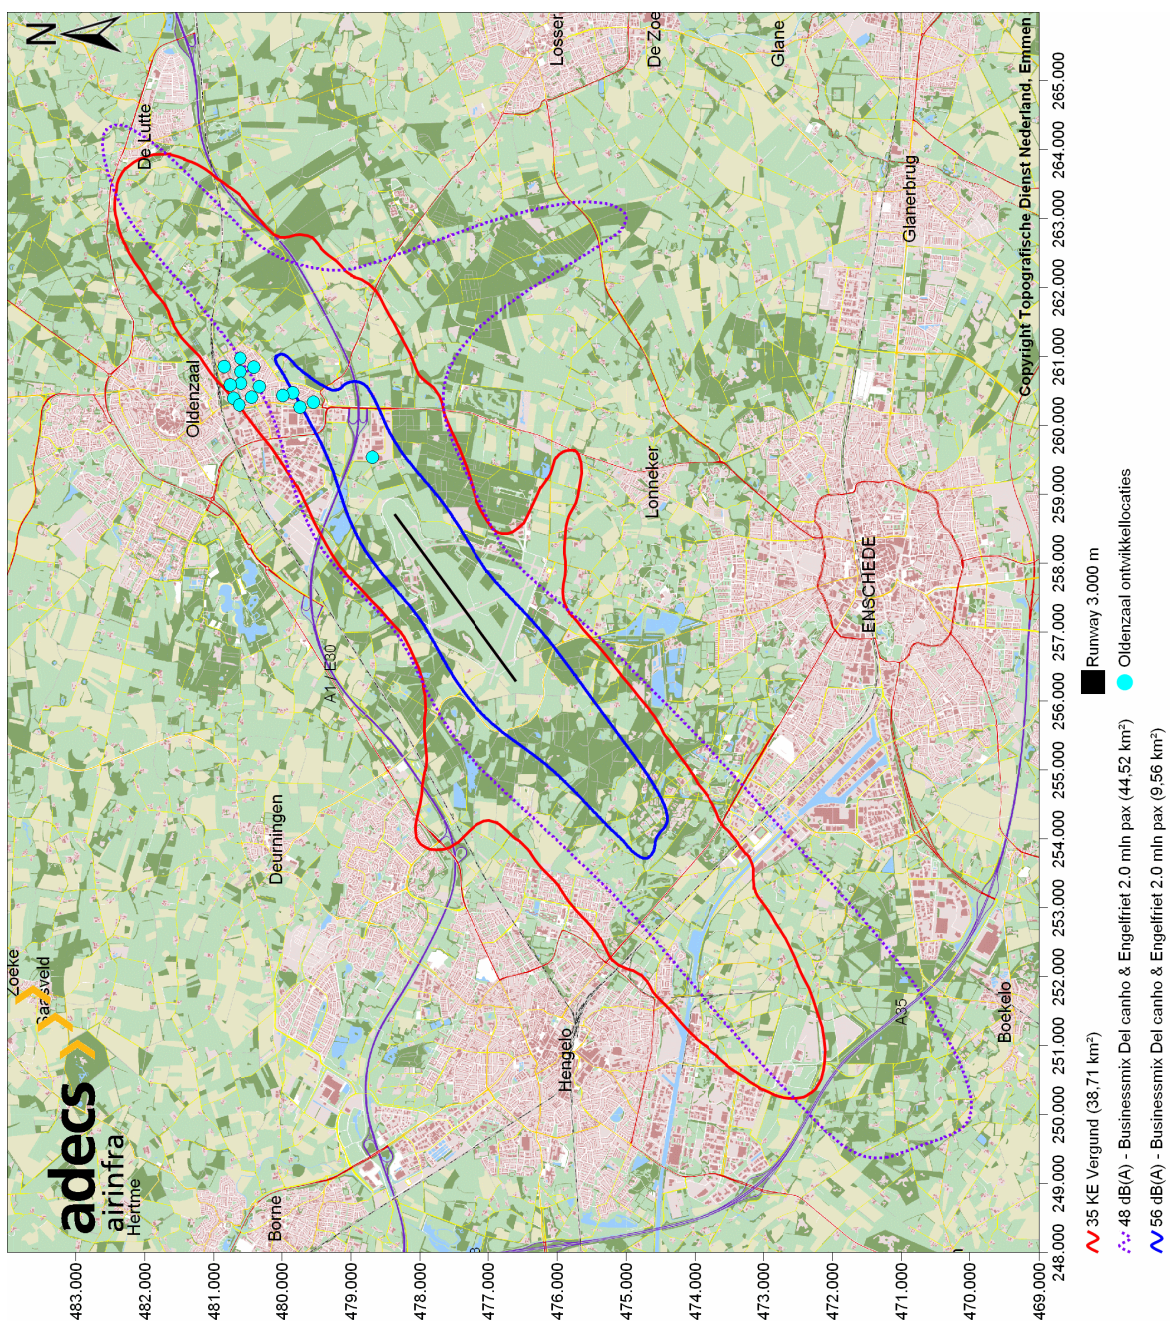 N
De Lutte
Losser
De Zoe
Glane
Oldenzaal
Glanerbrug
Lonneker
ENSCHEDE
A1 / E30
Deurningen
Zoeke
Saasveld
Hengelo
A35
Boekelo
Borne
Hertme
adecs
airinfra
Copyright Topografische Dienst Nederland, Emmen
483.000
482.000
481.000
480.000
479.000
478.000
477.000
476.000
475.000
474.000
473.000
472.000
471.000
470.000
469.000
248.000
249.000
250.000
251.000
252.000
253.000
254.000
255.000
256.000
257.000
258.000
259.000
260.000
261.000
262.000
263.000
264.000
265.000
35 KE Vergund (38,71 km²)
48 dB(A) - Businessmix Del canho & Engelfriet 2.0 mln pax (44,52 km²)
56 dB(A) - Businessmix Del canho & Engelfriet 2.0 mln pax (9,56 km²)
Runway 3.000 m
Oldenzaal ontwikkellocaties